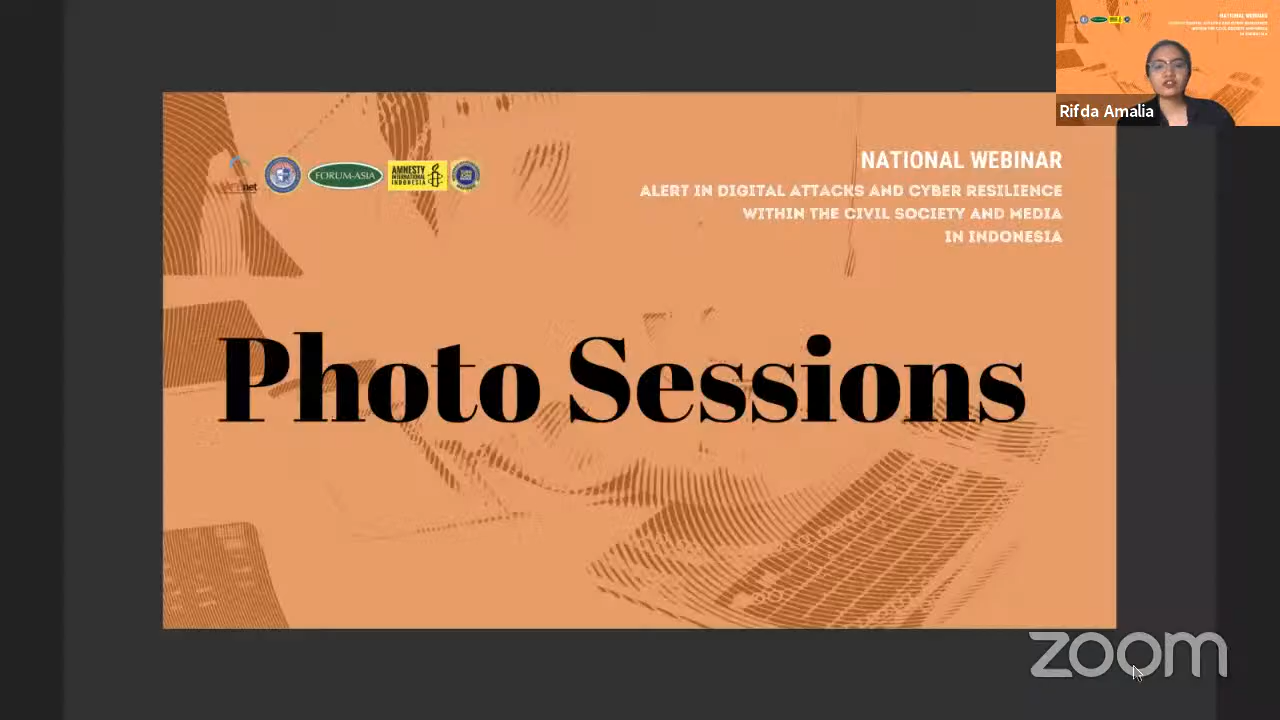 Rifda Amalia
FORUM-ASIA
AMNESTY
INTERNATIONAL
INDONESIA
NATIONAL WEBINAR
ALERT IN DIGITAL ATTACKS AND CYBER RESILIENCE
WITHIN THE CIVIL SOCIETY AND MEDIA
IN INDONESIA
Photo Sessions
zoom